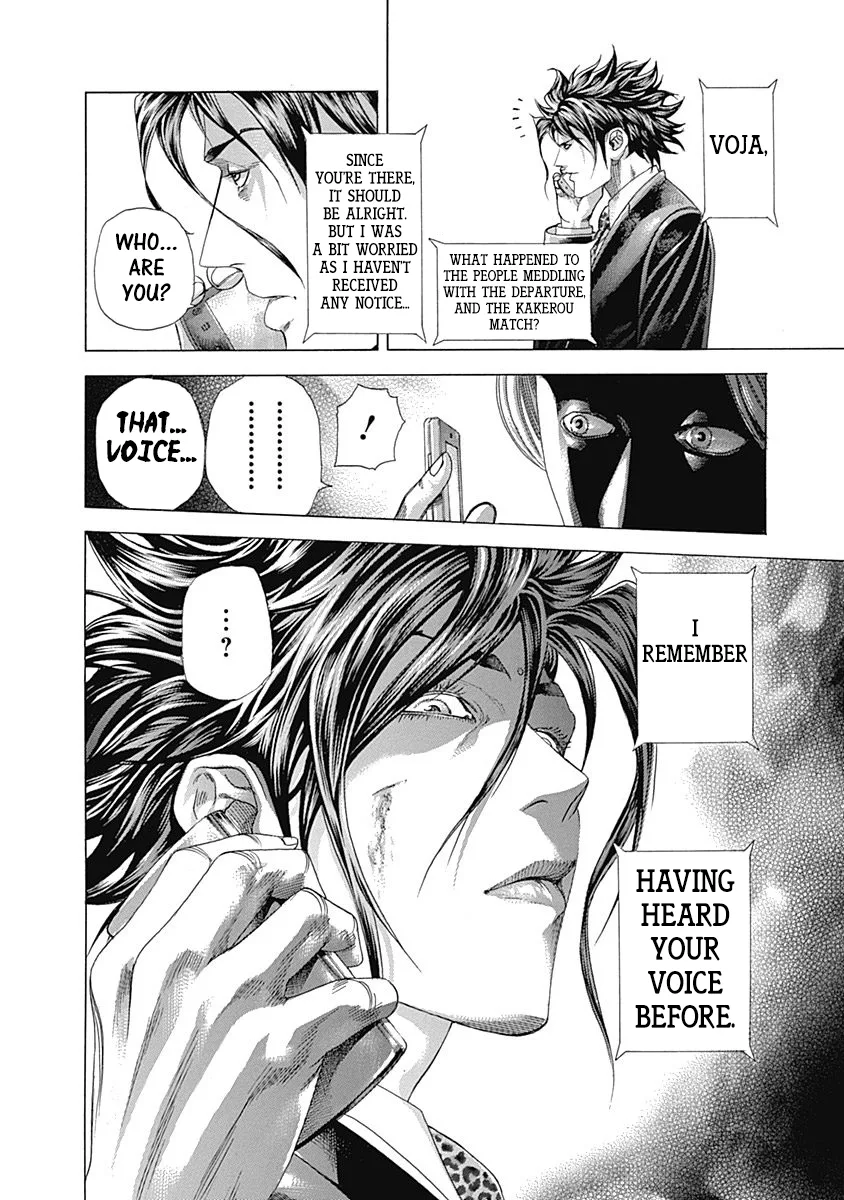 VOJA,
WHAT HAPPENED TO
THE PEOPLE MEDDLING
WITH THE DEPARTURE,
AND THE KAKEROU
MATCH?
SINCE
YOU'RE THERE,
IT SHOULD
BE ALRIGHT.
BUT I WAS
A BIT WORRIED
AS I HAVEN'T
RECEIVED
ANY NOTICE...
WHO...
ARE
YOU?
!
......
......
THAT...
VOICE...
I
REMEMBER
...
?
HAVING
HEARD
YOUR
VOICE
BEFORE.